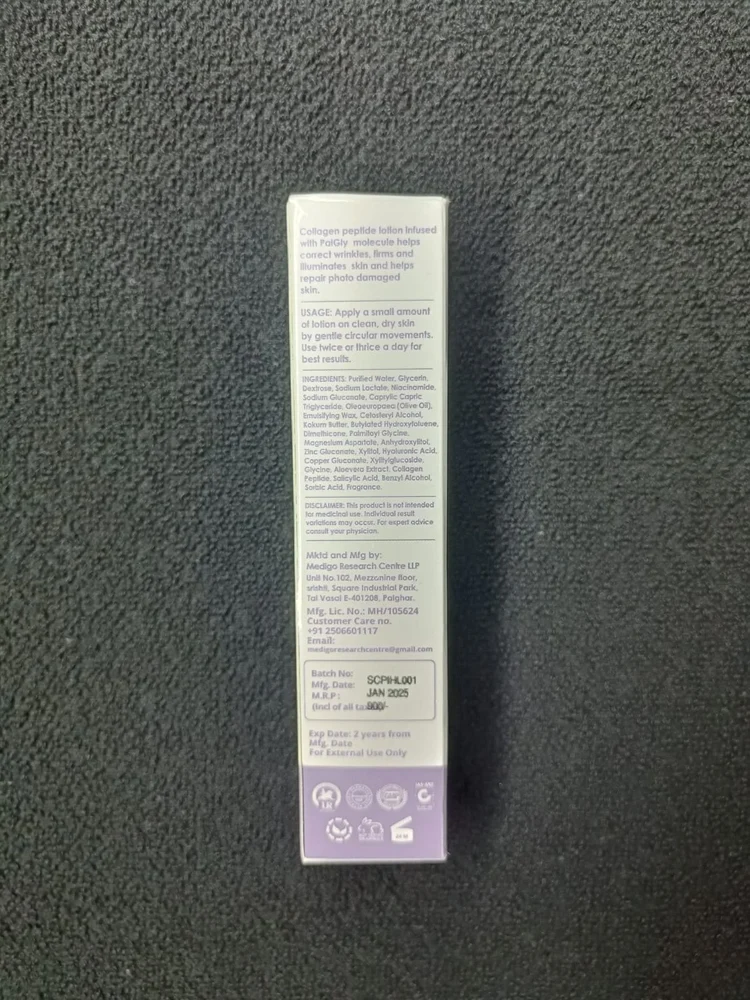 Collagen peptide lotion infused
with PalGly molecule helps
correct wrinkles, firms and
illuminates skin and helps
repair photo damaged
skin.
USAGE: Apply a small amount
of lotion on clean, dry skin
by gentle circular movements.
Use twice or thrice a day for
best results.
INGREDIENTS: Purified Water, Glycerin,
Dextrose, Sodium Lactate, Niacinamide,
Sodium Gluconate, Caprylic Capric
Triglyceride, Oleaeuropaea (Olive Oil),
Emulsifying Wax, Cetosteryl Alcohol,
Kokum Butter, Butylated Hydroxytoluene,
Dimethicone, Palmitoyl Glycine,
Magnesium Aspartate, Anhydroxylitol,
Zinc Gluconate, Xylitol, Hyaluronic Acid,
Copper Gluconate, Xylitylglucoside,
Glycine, Aloevera Extract, Collagen
Peptide, Salicylic Acid, Benzyl Alcohol,
Sorbic Acid, Fragrance.
DISCLAIMER: This product is not intended
for medicinal use. Individual result
variations may occur. For expert advice
consult your physician.
Mktd and Mfg by:
Medigo Research Centre LLP
Unit No.102, Mezzanine floor,
srishti, Square Industrial Park,
Tal Vasai E-401208, Palghar.
Mfg. Lic. No.: MH/105624
Customer Care no.
+91 2506601117
Email:
medigoresearchcentre@gmail.com
Batch No: SCPIHL001
Mfg. Date: JAN 2025
M.R.P :
(Incl of all 800/-
Exp Date: 2 years from
Mfg. Date
For External Use Only